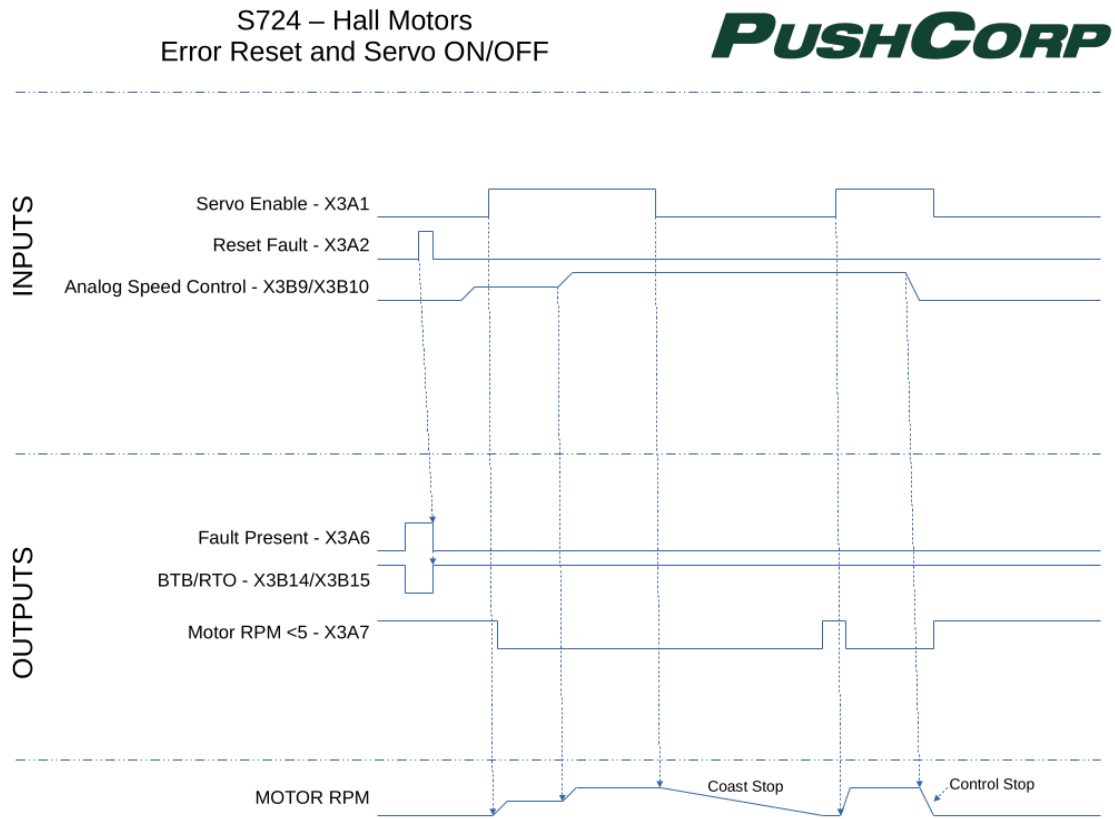 S724 – Hall Motors
Error Reset and Servo ON/OFF
PUSHCORP
INPUTS
Servo Enable - X3A1
Reset Fault - X3A2
Analog Speed Control - X3B9/X3B10
OUTPUTS
Fault Present - X3A6
BTB/RTO - X3B14/X3B15
Motor RPM <5 - X3A7
MOTOR RPM
Coast Stop
Control Stop